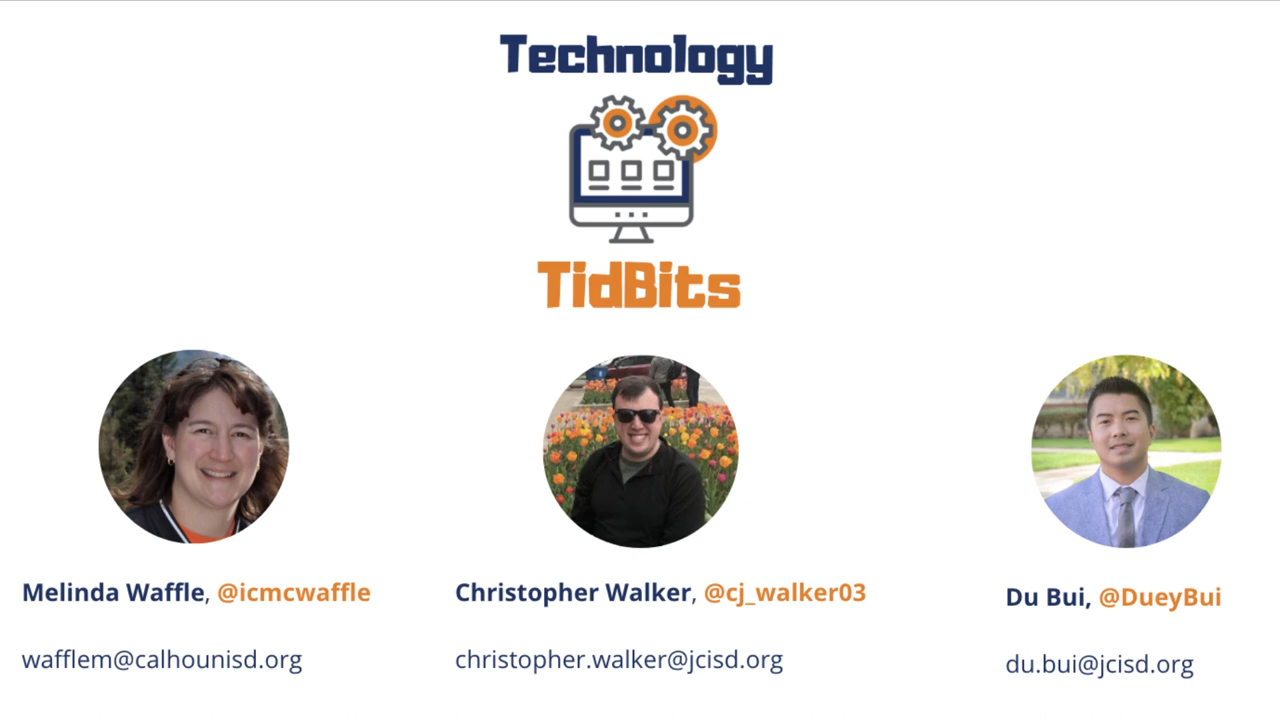 Technology
TidBits
Melinda Waffle, @icmcwaffle
wafflem@calhounisd.org
Christopher Walker, @cj_walker03
christopher.walker@jcisd.org
Du Bui, @DueyBui
du.bui@jcisd.org